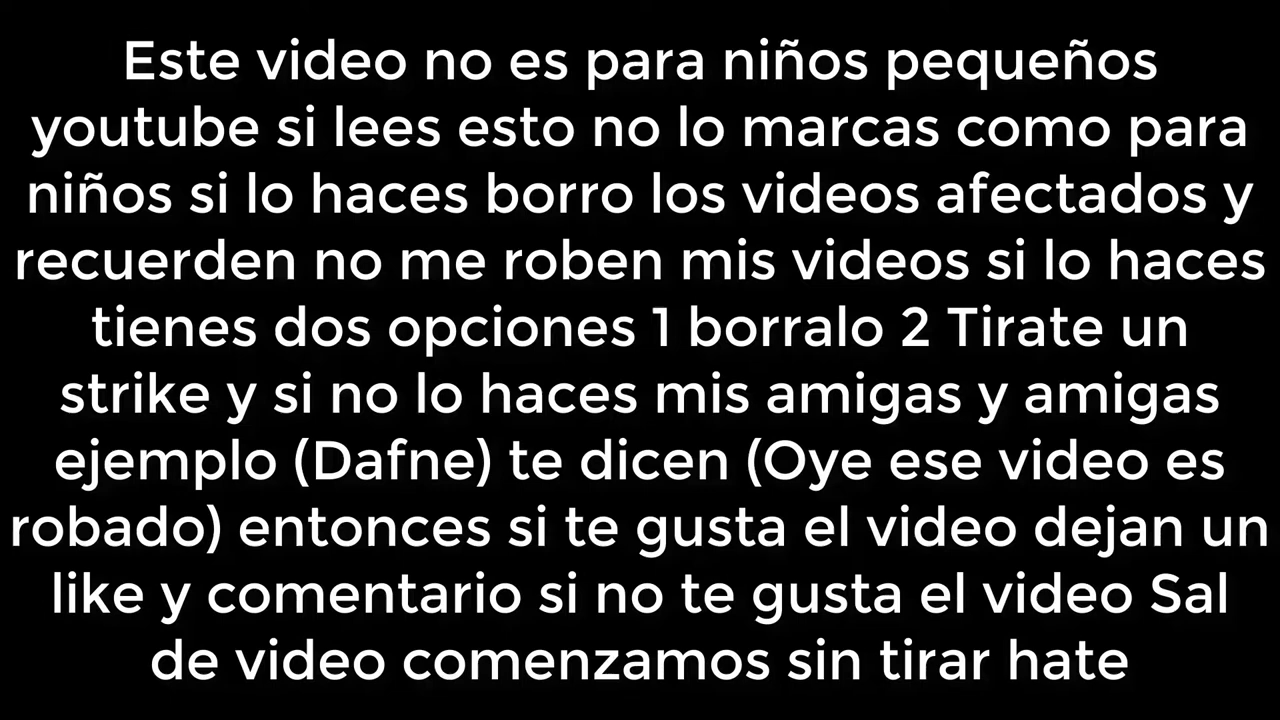 Este video no es para niños pequeños
youtube si lees esto no lo marcas como para
niños si lo haces borro los videos afectados y
recuerden no me roben mis videos si lo haces
tienes dos opciones 1 borralo 2 Tirate un
strike y si no lo haces mis amigas y amigas
ejemplo (Dafne) te dicen (Oye ese video es
robado) entonces si te gusta el video dejan un
like y comentario si no te gusta el video Sal
de video comenzamos sin tirar hate